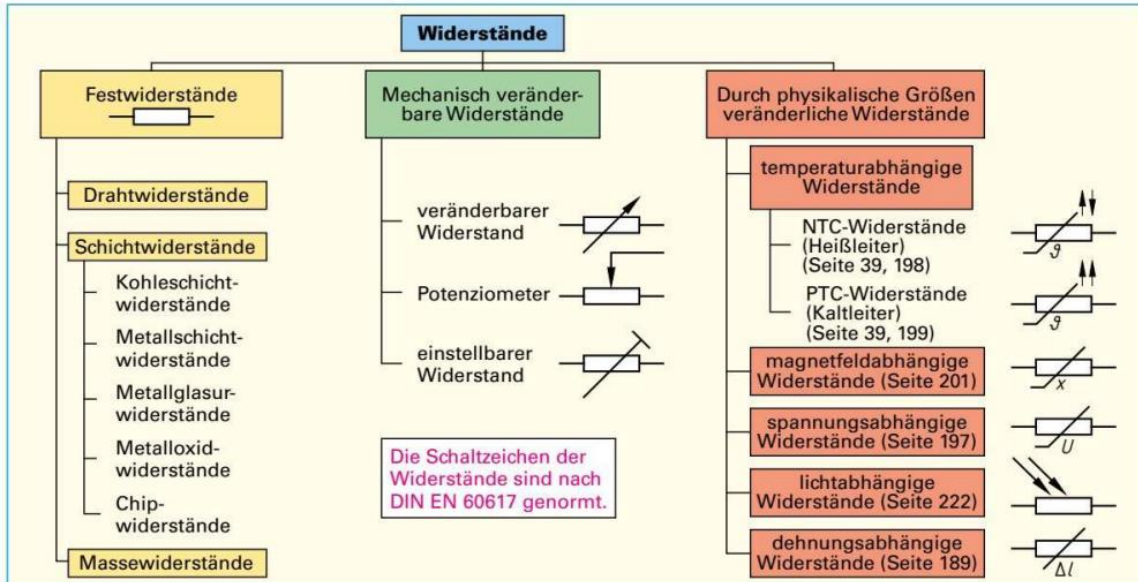 Widerstände
Festwiderstände
Drahtwiderstände
Schichtwiderstände
Kohleschicht-
widerstände
Metallschicht-
widerstände
Metallglasur-
widerstände
Metalloxid-
widerstände
Chip-
widerstände
Massewiderstände
Mechanisch veränder-
bare Widerstände
veränderbarer
Widerstand
Potenziometer
einstellbarer
Widerstand
Die Schaltzeichen der
Widerstände sind nach
DIN EN 60617 genormt.
Durch physikalische Größen
veränderliche Widerstände
temperaturabhängige
Widerstände
NTC-Widerstände
(Heißleiter)
(Seite 39, 198)
ϑ
PTC-Widerstände
(Kaltleiter)
(Seite 39, 199)
ϑ
magnetfeldabhängige
Widerstände (Seite 201)
x
spannungsabhängige
Widerstände (Seite 197)
U
lichtabhängige
Widerstände (Seite 222)
dehnungsabhängige
Widerstände (Seite 189)
Δl